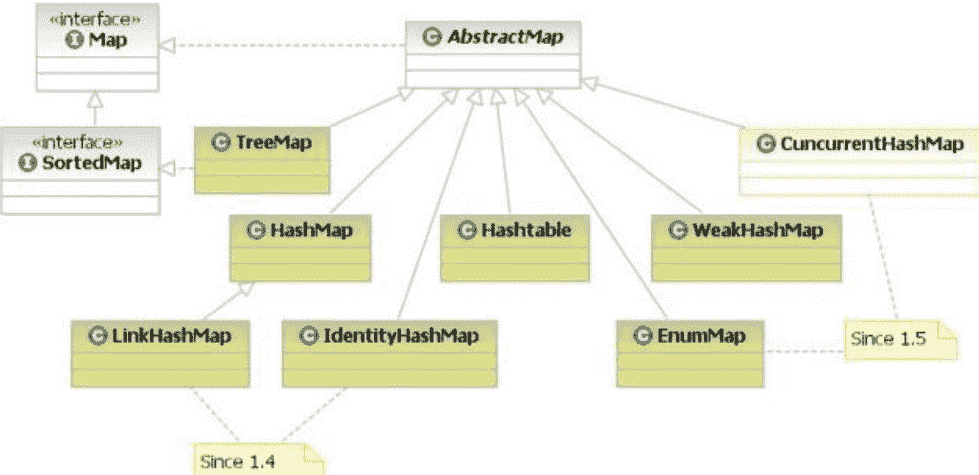 «interface»
Map
AbstractMap
«interface»
SortedMap
TreeMap
CuncurrentHashMap
HashMap
Hashtable
WeakHashMap
LinkHashMap
IdentityHashMap
EnumMap
Since 1.5
Since 1.4